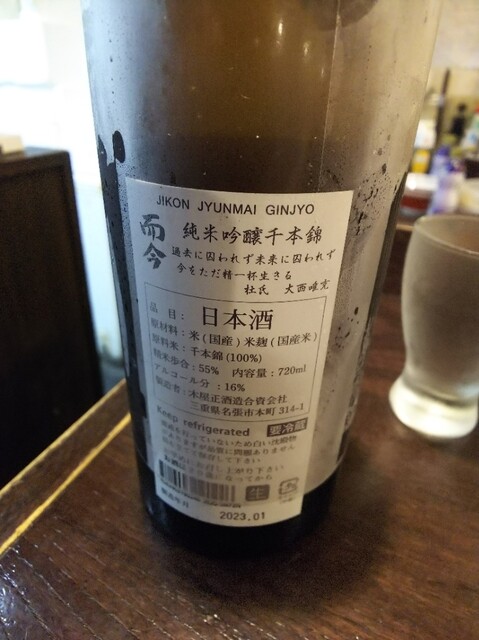 JIKON JYUNMAI GINJYO
而今 純米吟醸千本錦
過去に囚われず未来に囚われず
今をただ精一杯生きる
杜氏 大西唯克
品目：日本酒
原材料：米(国産)米麹(国産米)
原料米：千本錦(100%)
精米歩合：55% 内容量：720ml
アルコール分：16%
製造者：木屋正酒造合資会社
三重県名張市本町 314-1
Keep refrigerated 要冷蔵
生
製造年月 2023.01